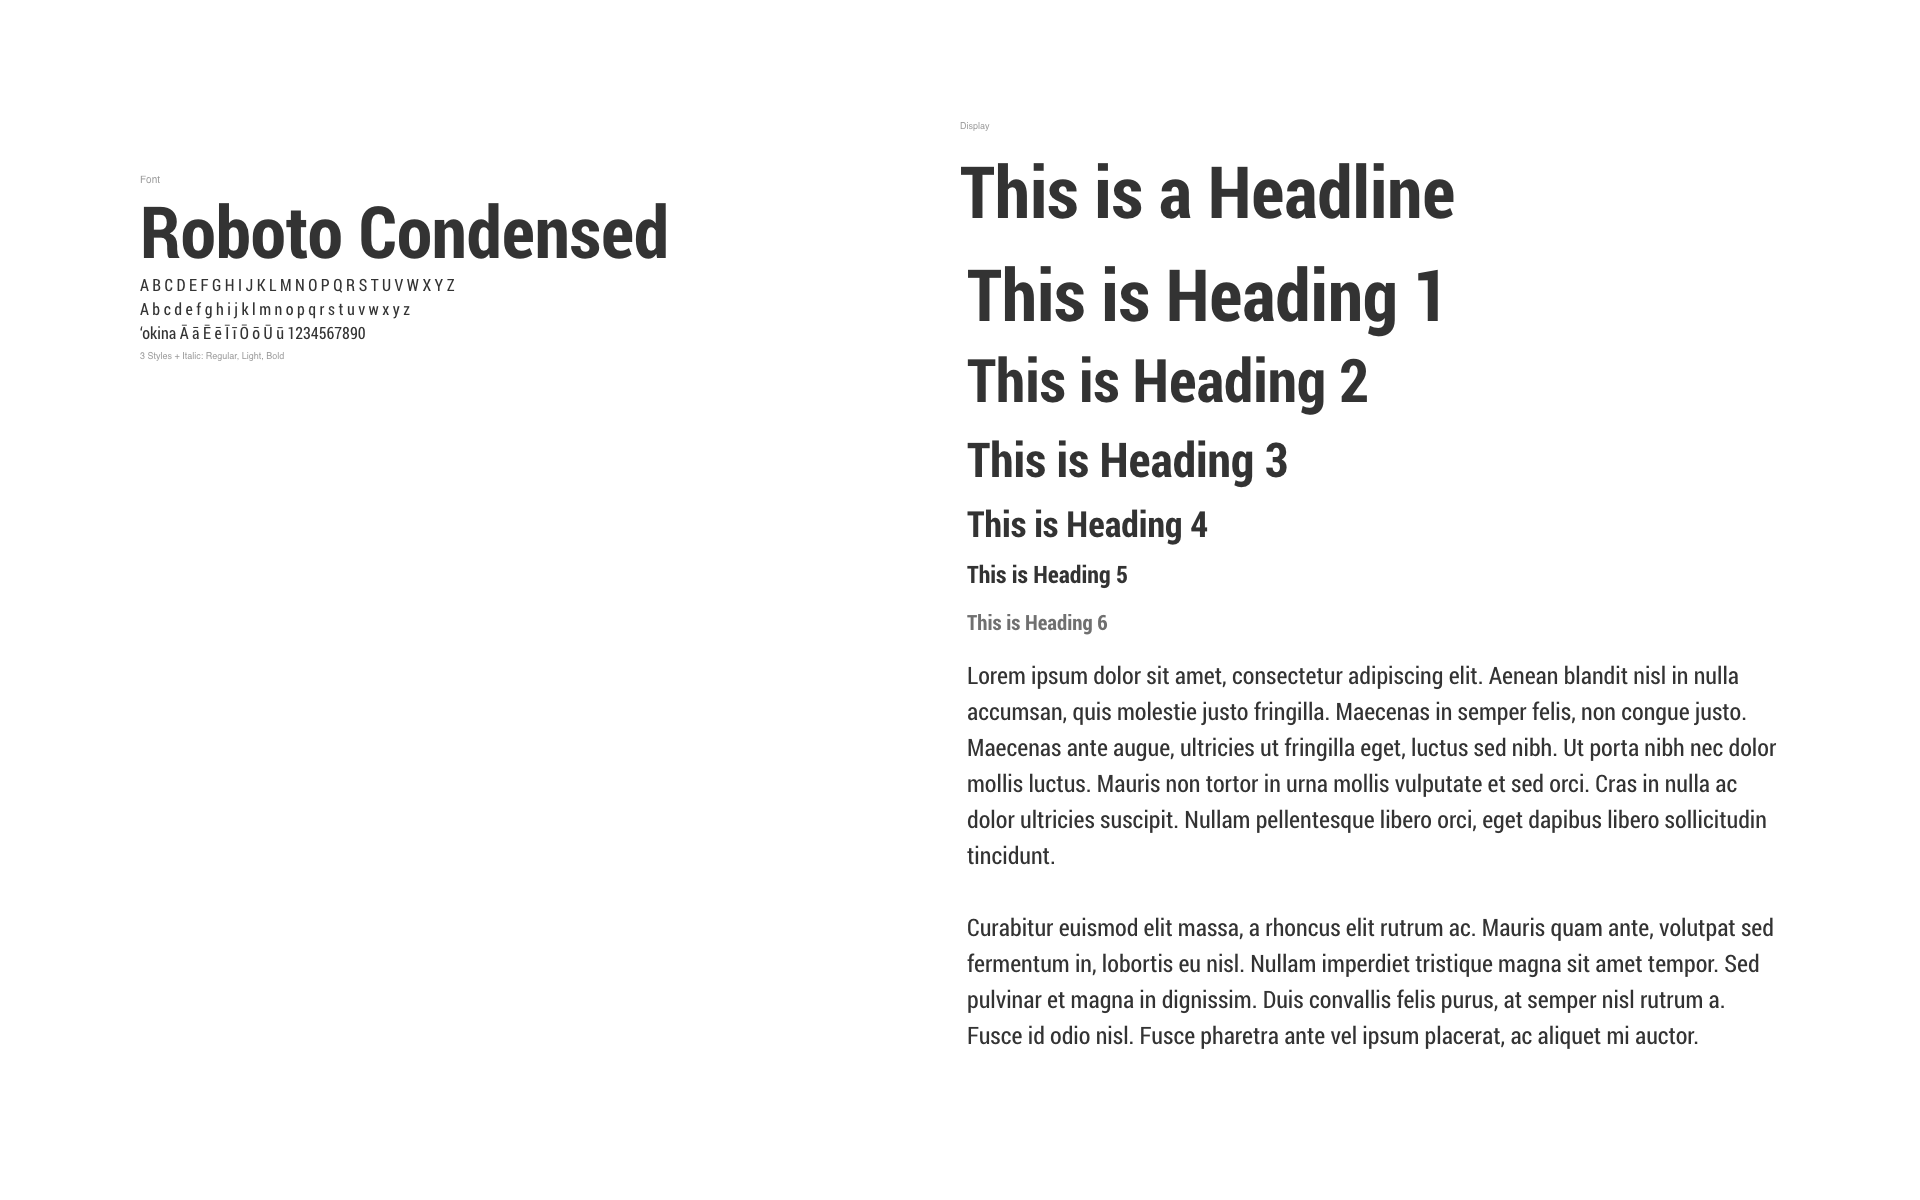 Font
Roboto Condensed
A B C D E F G H I J K L M N O P Q R S T U V W X Y Z
A b c d e f g h i j k l m n o p q r s t u v w x y z
ʻokina Ā ā Ē ē Ī ī Ō ō Ū ū 1234567890
3 Styles + Italic: Regular, Light, Bold
Display
This is a Headline
This is Heading 1
This is Heading 2
This is Heading 3
This is Heading 4
This is Heading 5
This is Heading 6
Lorem ipsum dolor sit amet, consectetur adipiscing elit. Aenean blandit nisl in nulla
accumsan, quis molestie justo fringilla. Maecenas in semper felis, non congue justo.
Maecenas ante augue, ultricies ut fringilla eget, luctus sed nibh. Ut porta nibh nec dolor
mollis luctus. Mauris non tortor in urna mollis vulputate et sed orci. Cras in nulla ac
dolor ultricies suscipit. Nullam pellentesque libero orci, eget dapibus libero sollicitudin
tincidunt.
Curabitur euismod elit massa, a rhoncus elit rutrum ac. Mauris quam ante, volutpat sed
fermentum in, lobortis eu nisl. Nullam imperdiet tristique magna sit amet tempor. Sed
pulvinar et magna in dignissim. Duis convallis felis purus, at semper nisl rutrum a.
Fusce id odio nisl. Fusce pharetra ante vel ipsum placerat, ac aliquet mi auctor.